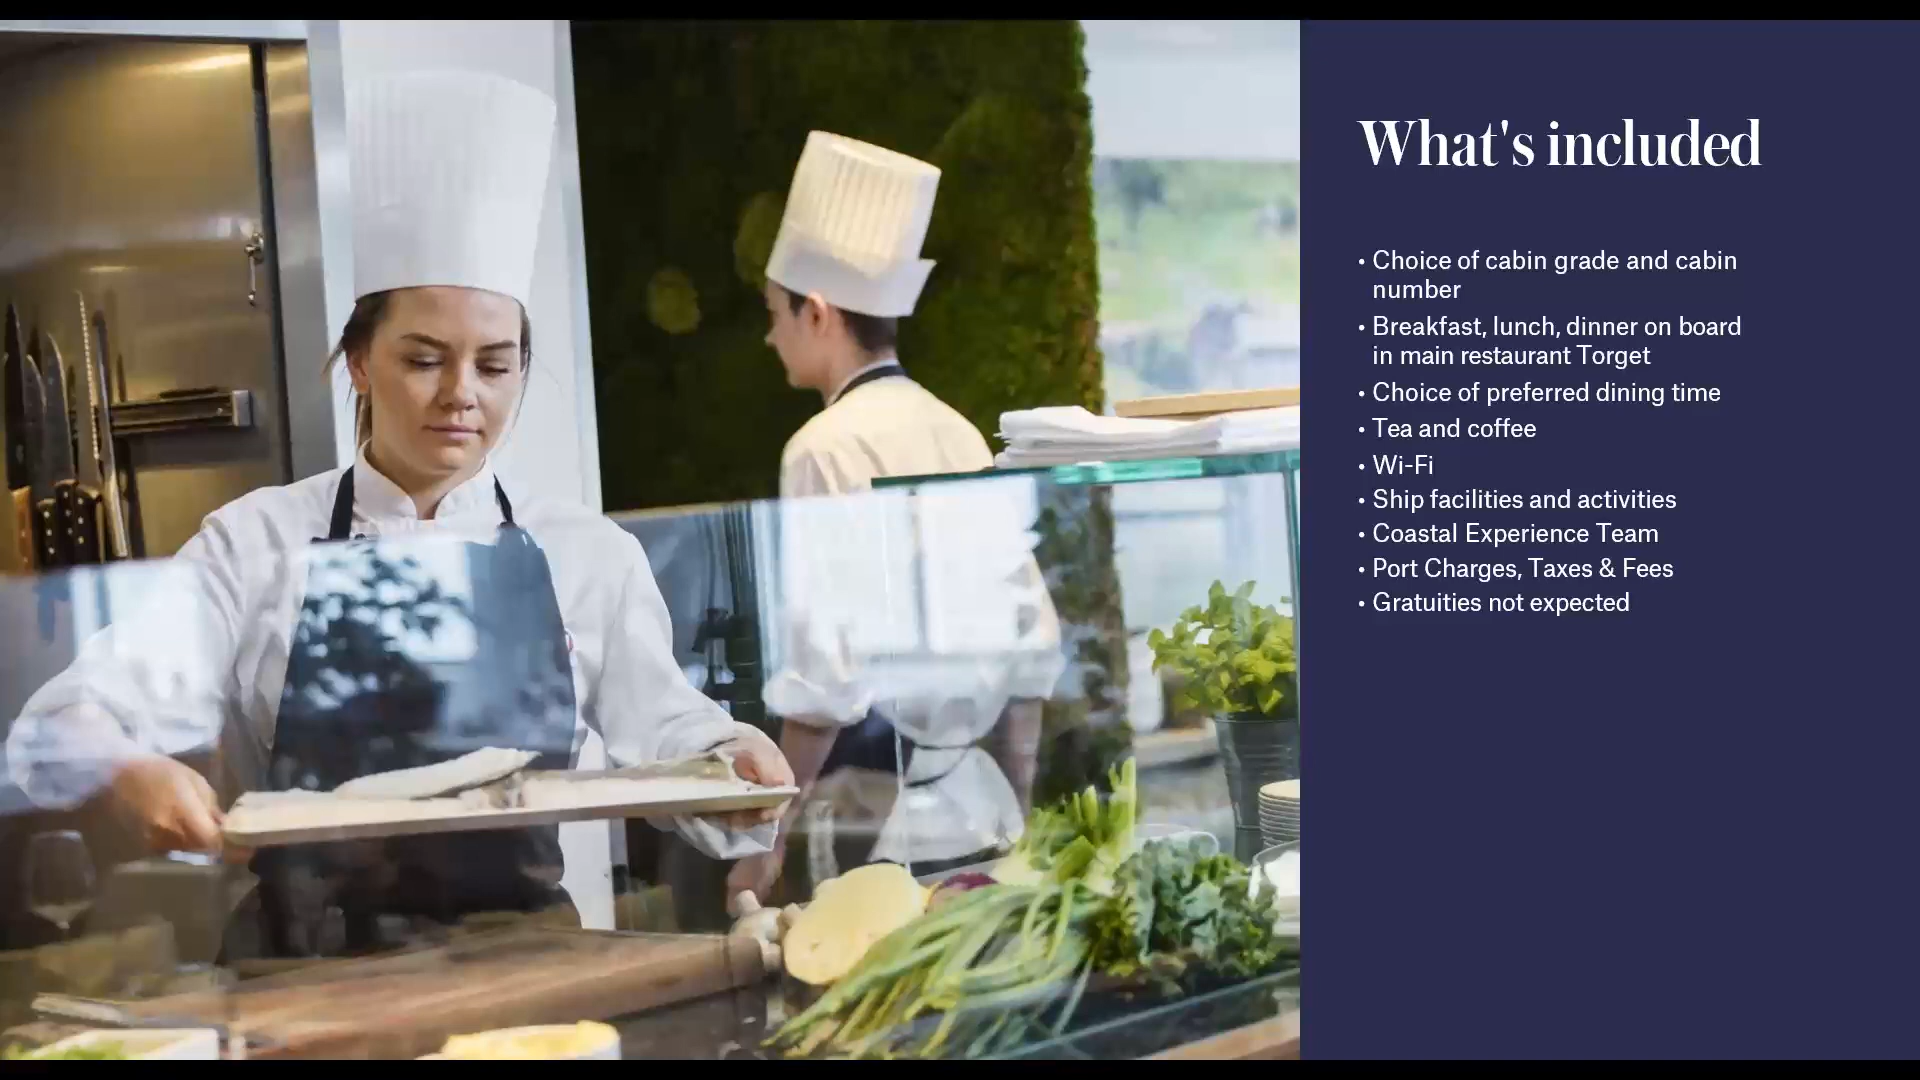 What's included
• Choice of cabin grade and cabin
number
• Breakfast, lunch, dinner on board
in main restaurant Torget
• Choice of preferred dining time
• Tea and coffee
• Wi-Fi
• Ship facilities and activities
• Coastal Experience Team
• Port Charges, Taxes & Fees
• Gratuities not expected